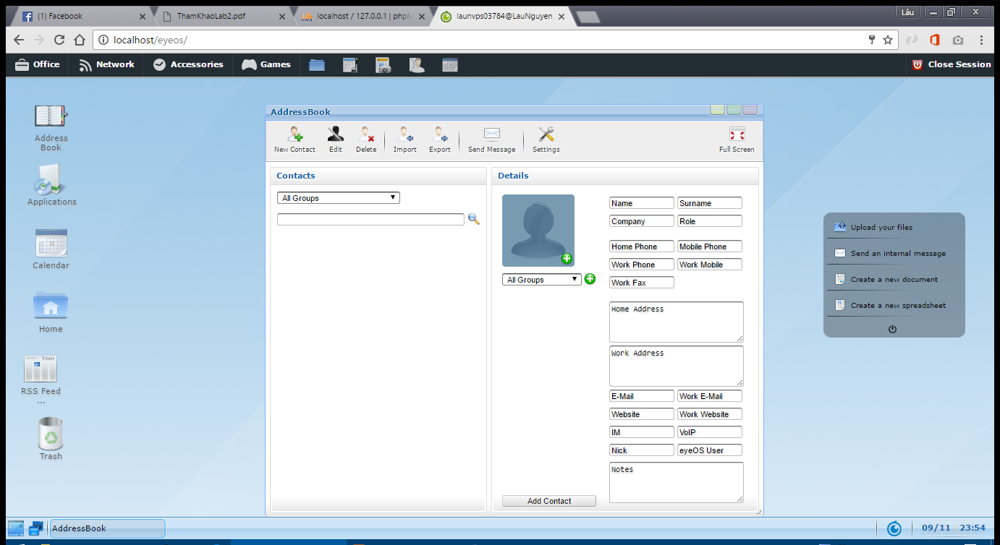 (1) Facebook
ThamKhaoLab2.pdf
localhost / 127.0.0.1 | phpM
launvps03784@LauNguyen
Lâu
localhost/eyeos/
Office
Network
Accessories
Games
Close Session
Address
Book
Applications
Calendar
Home
Times
RSS Feed
...
Trash
AddressBook
New Contact
Edit
Delete
Import
Export
Send Message
Settings
Full Screen
Contacts
All Groups
Details
All Groups
Name
Surname
Company
Role
Home Phone
Mobile Phone
Work Phone
Work Mobile
Work Fax
Home Address
Work Address
E-Mail
Work E-Mail
Website
Work Website
IM
VoIP
Nick
eyeOS User
Notes
Add Contact
Upload your files
Send an internal message
Create a new document
Create a new spreadsheet
AddressBook
09/11 23:54